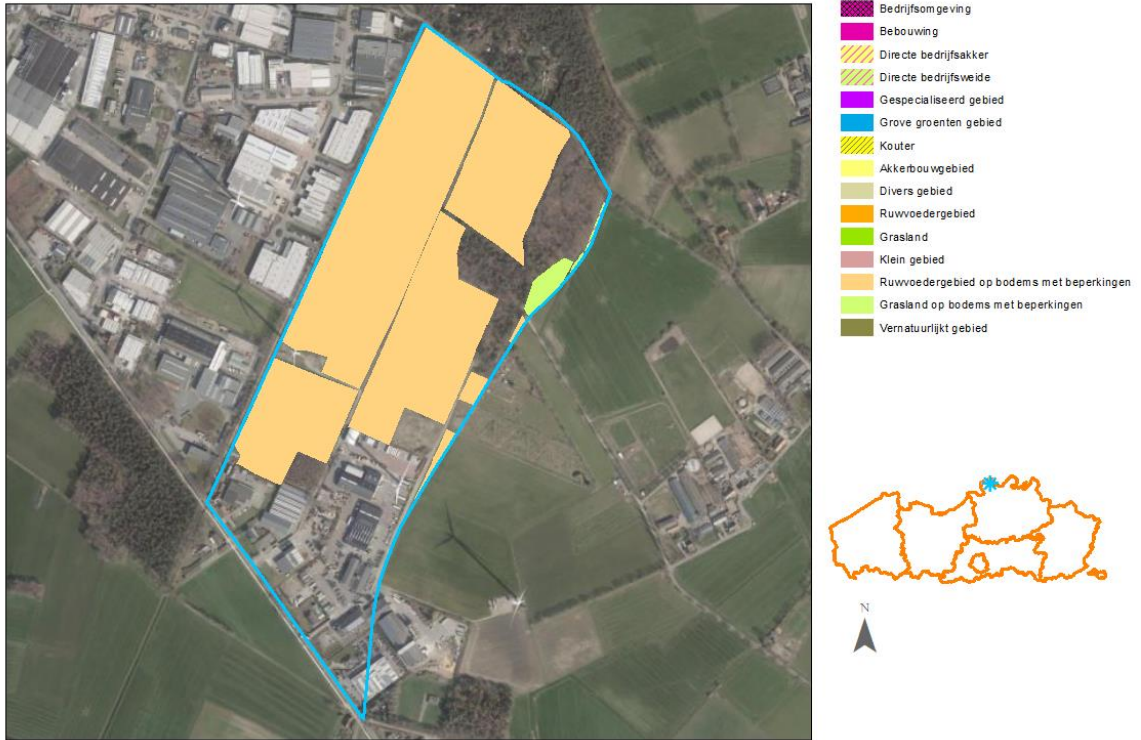 Bedrijfsomgeving
Bebouwing
Directe bedrijfsakker
Directe bedrijfsweide
Gespecialiseerd gebied
Grove groenten gebied
Kouter
Akkerbouwgebied
Divers gebied
Ruwvoedergebied
Grasland
Klein gebied
Ruwvoedergebied op bodems met beperkingen
Grasland op bodems met beperkingen
Vernatuurlijkt gebied
N